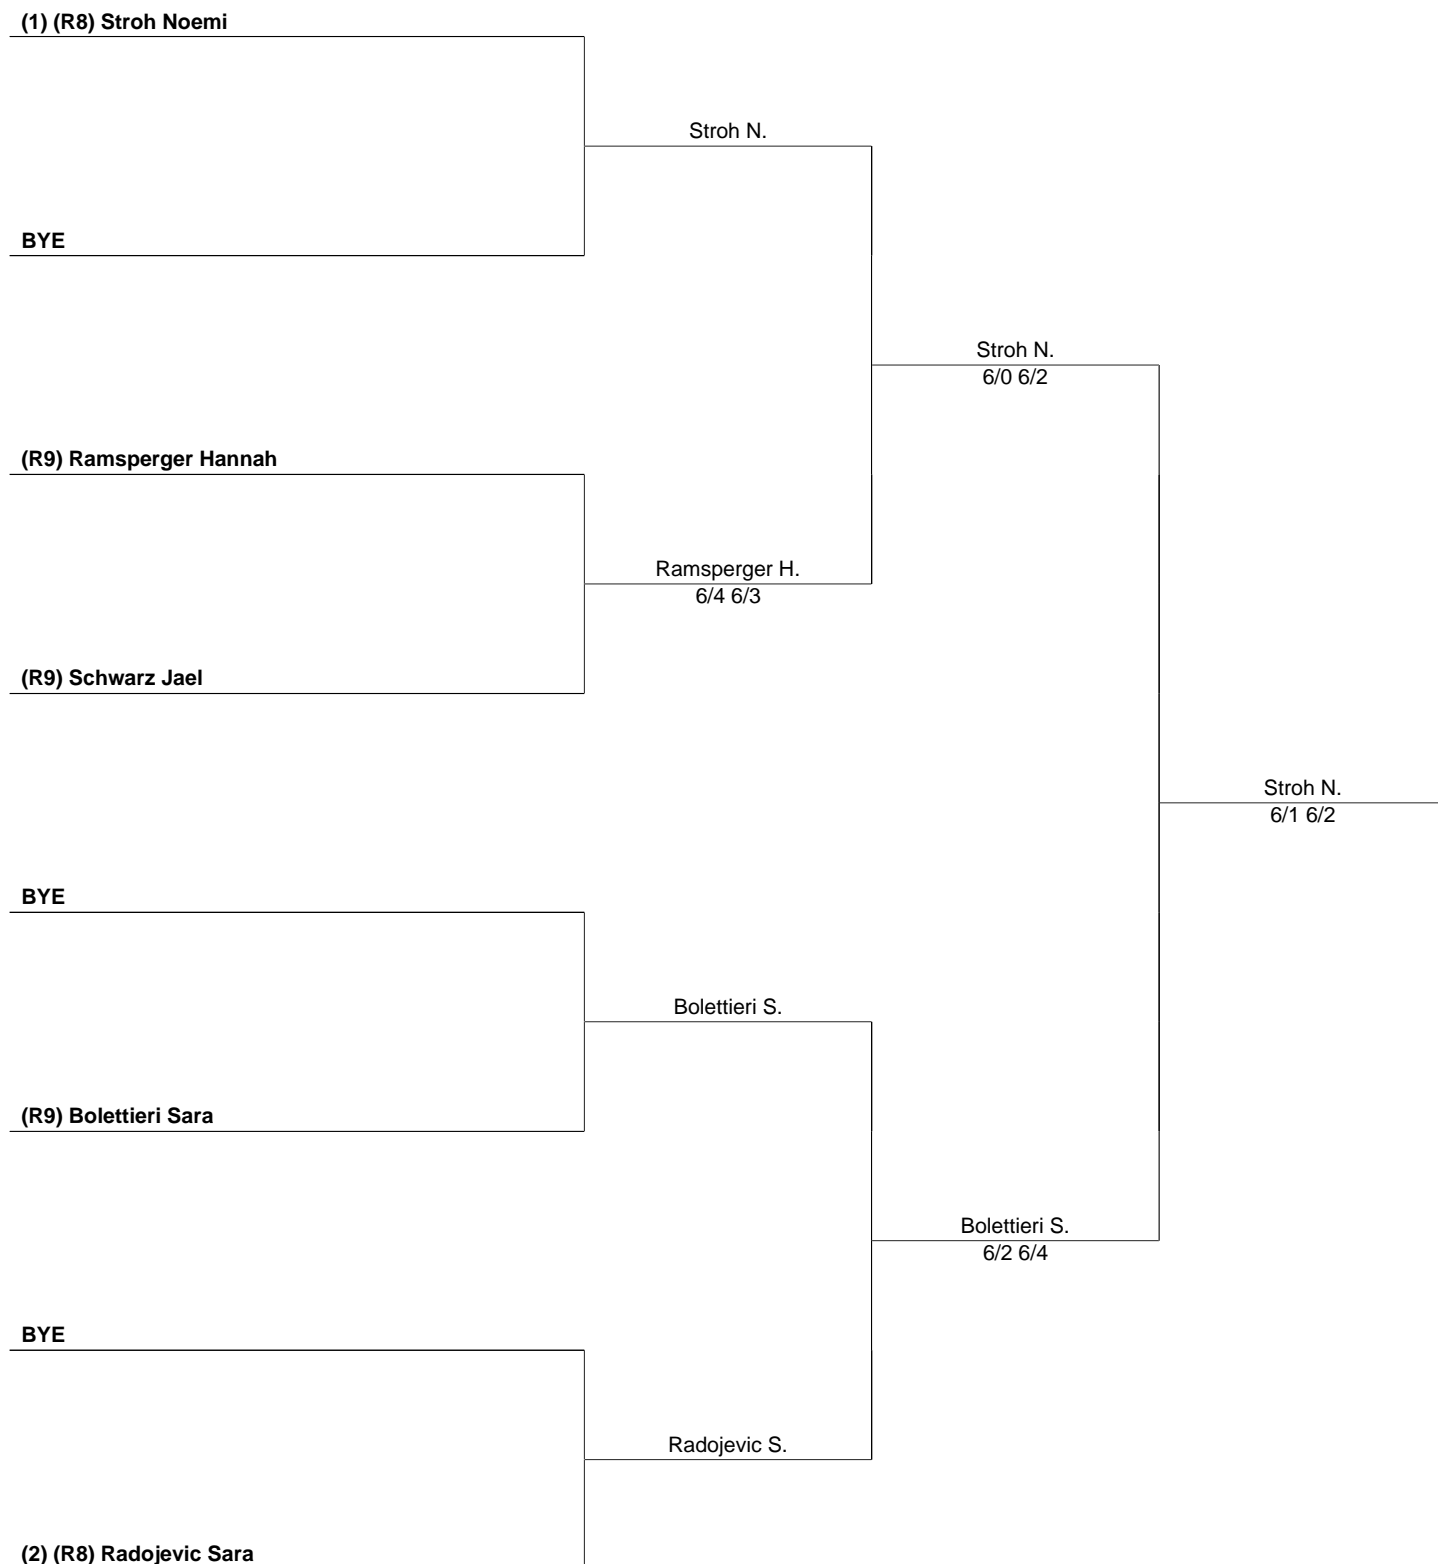 (1) (R8) Stroh Noemi
Stroh N.
BYE
Stroh N.
6/0 6/2
(R9) Ramsperger Hannah
Ramsperger H.
6/4 6/3
(R9) Schwarz Jael
Stroh N.
6/1 6/2
BYE
Bolettieri S.
(R9) Bolettieri Sara
Bolettieri S.
6/2 6/4
BYE
Radojevic S.
(2) (R8) Radojevic Sara